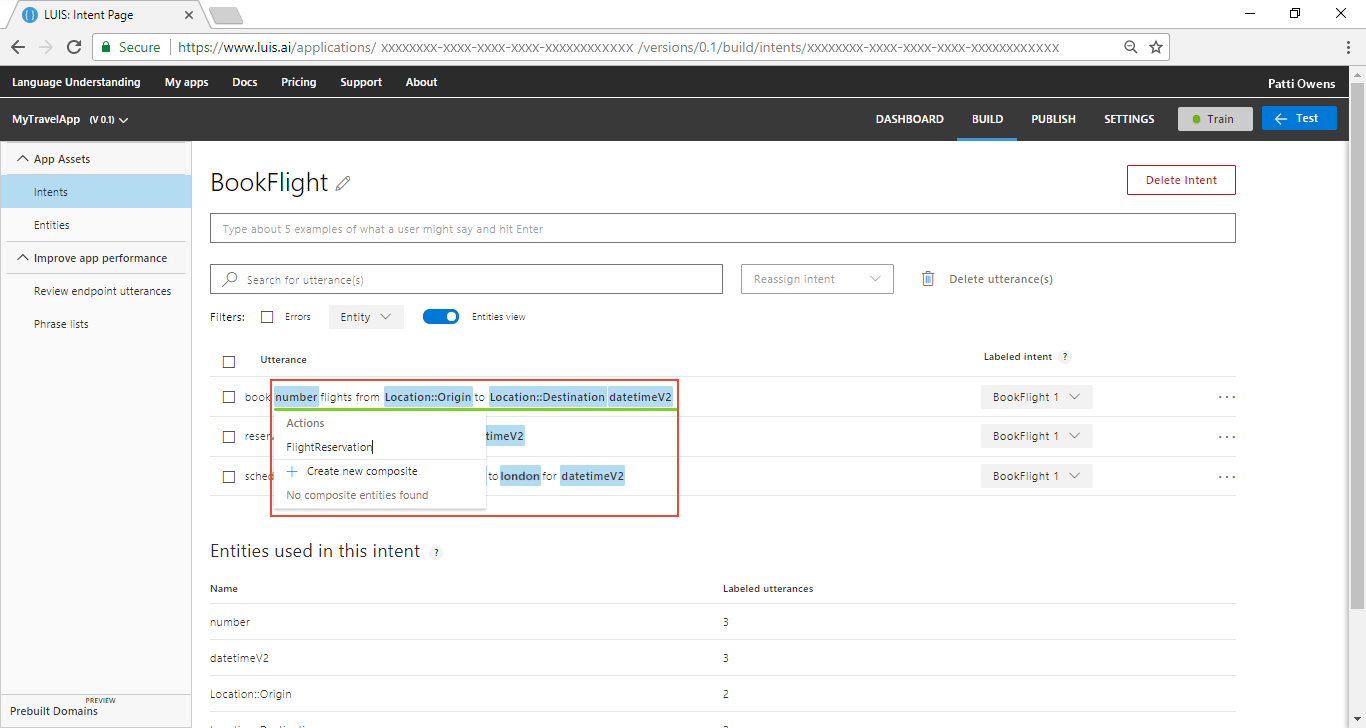 LUIS: Intent Page
Secure https://www.luis.ai/applications/ xxxxxxxx-xxxx-xxxx-xxxx-xxxxxxxxxxxx /versions/0.1/build/intents/xxxxxxxx-xxxx-xxxx-xxxx-xxxxxxxxxxxx
Language Understanding My apps Docs Pricing Support About Patti Owens
MyTravelApp (V 0.1) DASHBOARD BUILD PUBLISH SETTINGS Train Test
App Assets
Intents
Entities
Improve app performance
Review endpoint utterances
Phrase lists
PREVIEW
Prebuilt Domains
BookFlight Delete Intent
Type about 5 examples of what a user might say and hit Enter
Search for utterance(s) Reassign intent Delete utterance(s)
Filters: Errors Entity Entities view
Utterance Labeled intent ?
book number flights from Location::Origin to Location::Destination datetimeV2 BookFlight 1 ...
Actions
reser timeV2 BookFlight 1 ...
FlightReservation
Create new composite
sched to london for datetimeV2 BookFlight 1 ...
No composite entities found
Entities used in this intent ?
Name Labeled utterances
number 3
datetimeV2 3
Location::Origin 2